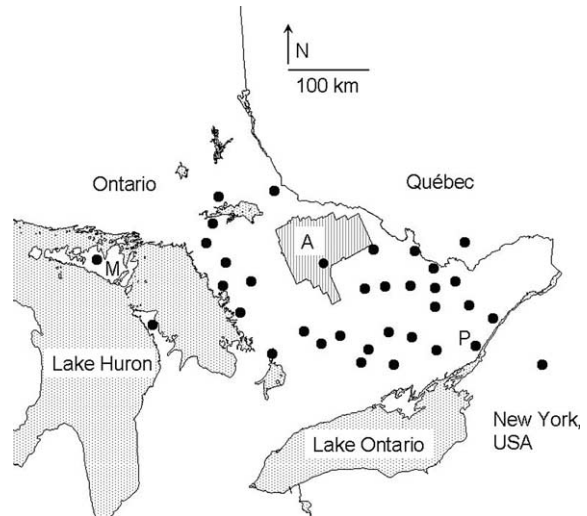 N
100 km
Ontario
Québec
A
M
P
Lake Huron
Lake Ontario
New York,
USA